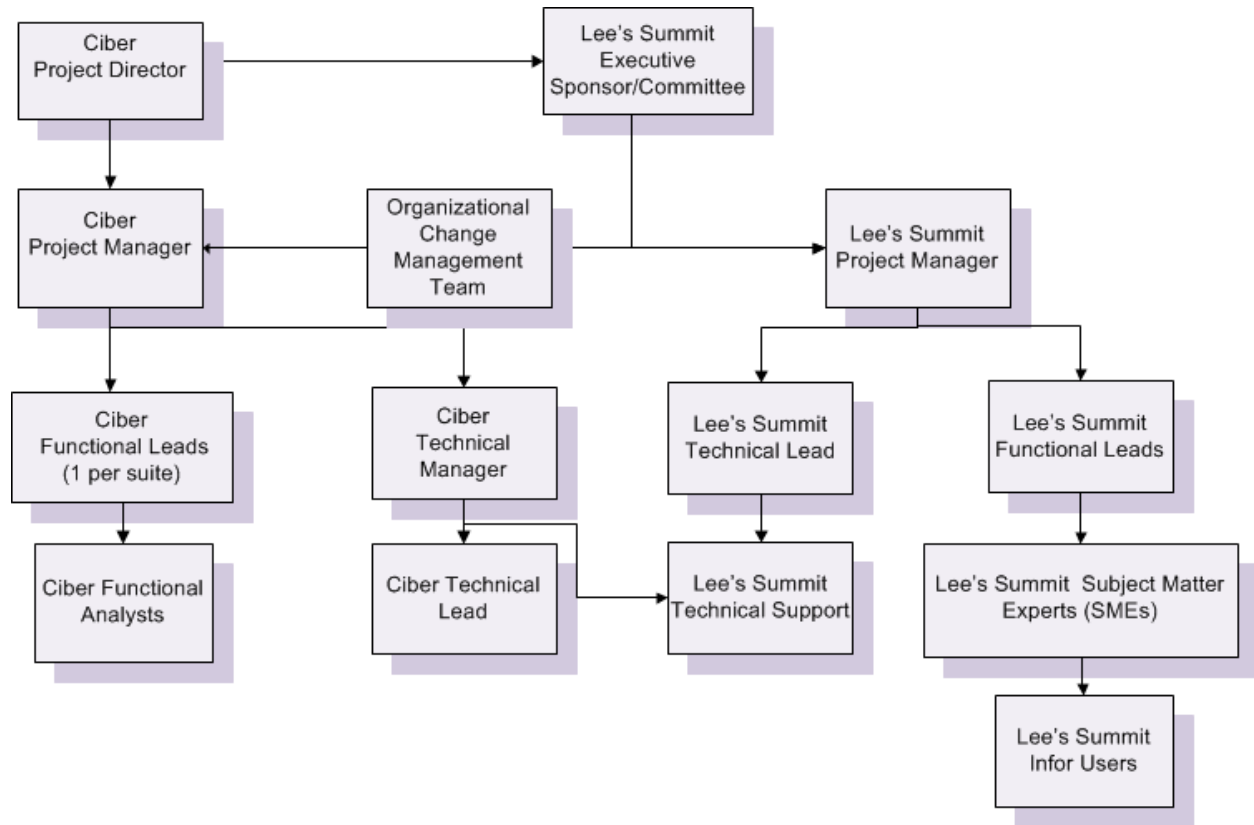 Ciber
Project Director
Lee's Summit
Executive
Sponsor/Committee
Ciber
Project Manager
Organizational
Change
Management
Team
Lee's Summit
Project Manager
Ciber
Functional Leads
(1 per suite)
Ciber
Technical
Manager
Lee's Summit
Technical Lead
Lee's Summit
Functional Leads
Ciber Functional
Analysts
Ciber Technical
Lead
Lee's Summit
Technical Support
Lee's Summit  Subject Matter
Experts (SMEs)
Lee's Summit
Infor Users